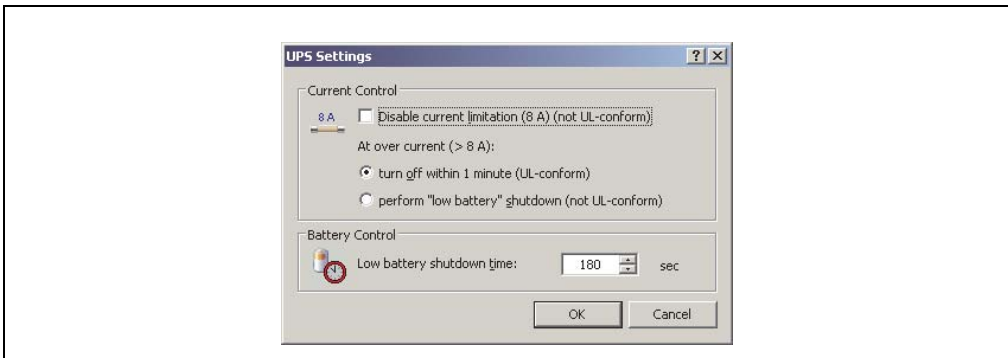 UPS Settings
Current Control
8 A
Disable current limitation (8 A) (not UL-conform)
At over current (> 8 A):
turn off within 1 minute (UL-conform)
perform "low battery" shutdown (not UL-conform)
Battery Control
Low battery shutdown time: 180 sec
OK Cancel